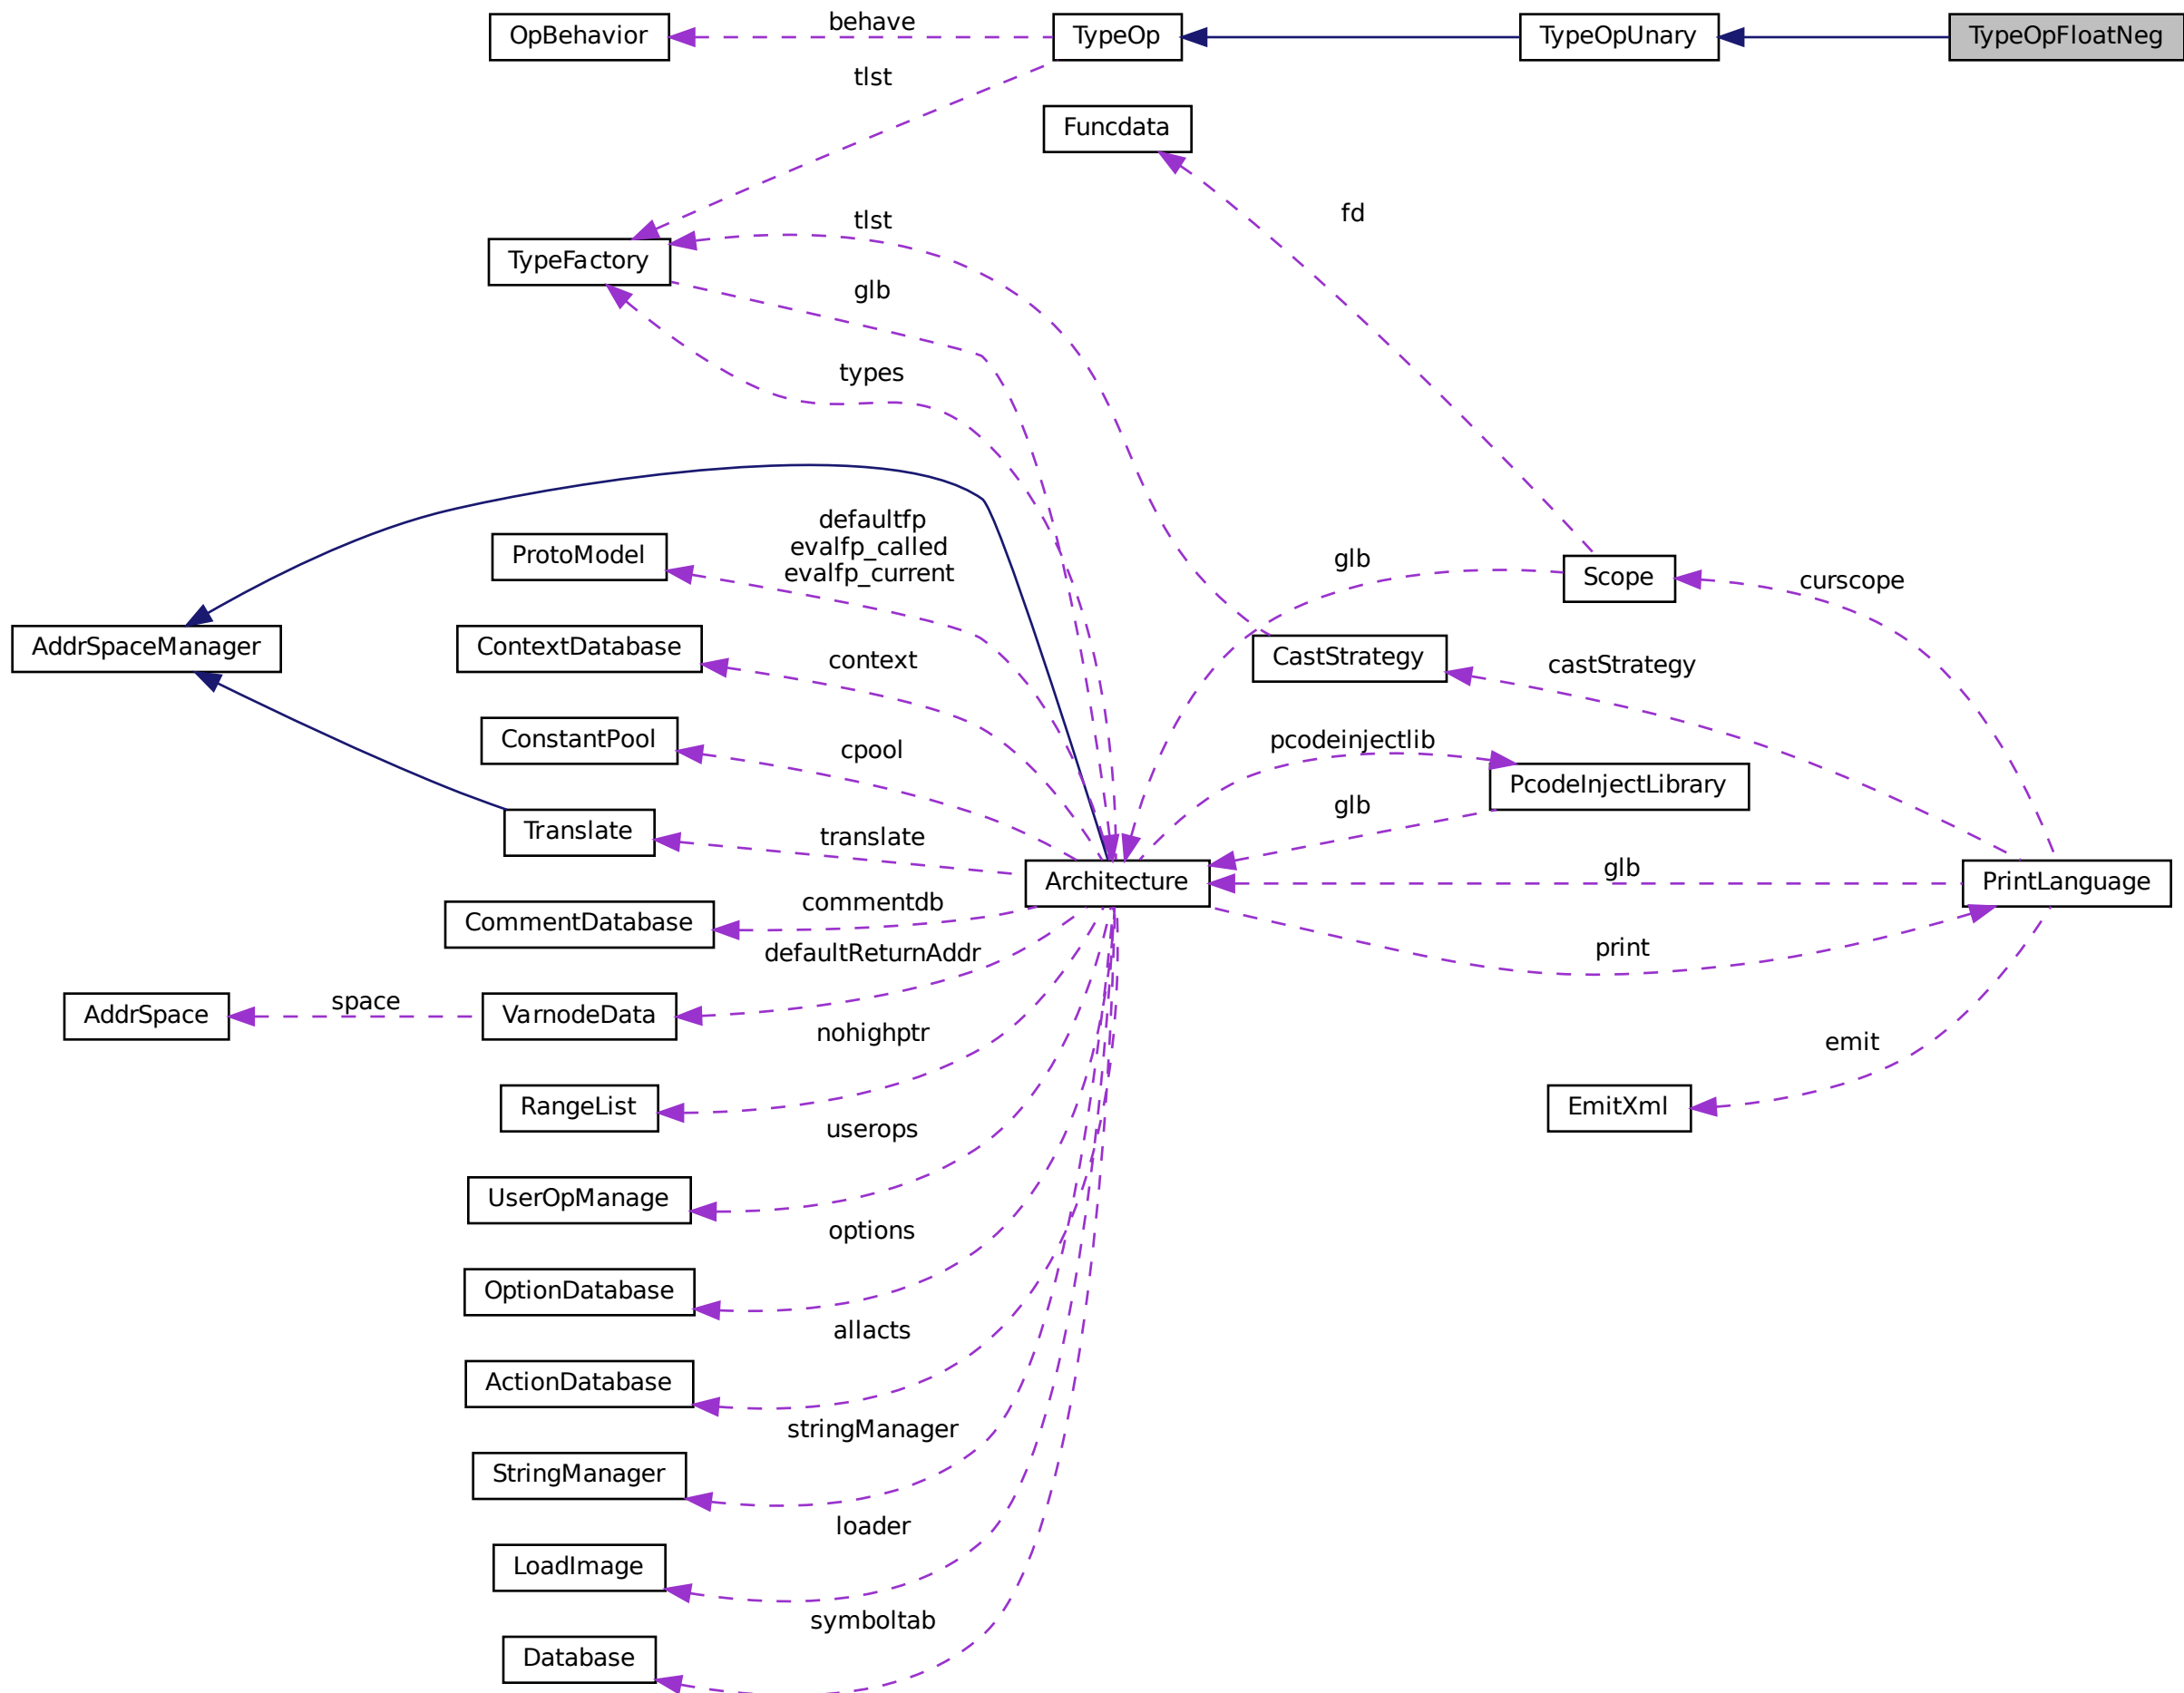 OpBehavior
behave
TypeOp
TypeOpUnary
TypeOpFloatNeg
tlst
Funcdata
fd
tlst
TypeFactory
glb
types
defaultfp
evalfp_called
evalfp_current
ProtoModel
glb
Scope
curscope
AddrSpaceManager
ContextDatabase
context
CastStrategy
castStrategy
ConstantPool
cpool
pcodeinjectlib
PcodeInjectLibrary
glb
Translate
translate
Architecture
glb
PrintLanguage
CommentDatabase
commentdb
defaultReturnAddr
print
AddrSpace
space
VarnodeData
nohighptr
emit
RangeList
EmitXml
userops
UserOpManage
options
OptionDatabase
allacts
ActionDatabase
stringManager
StringManager
loader
LoadImage
symboltab
Database